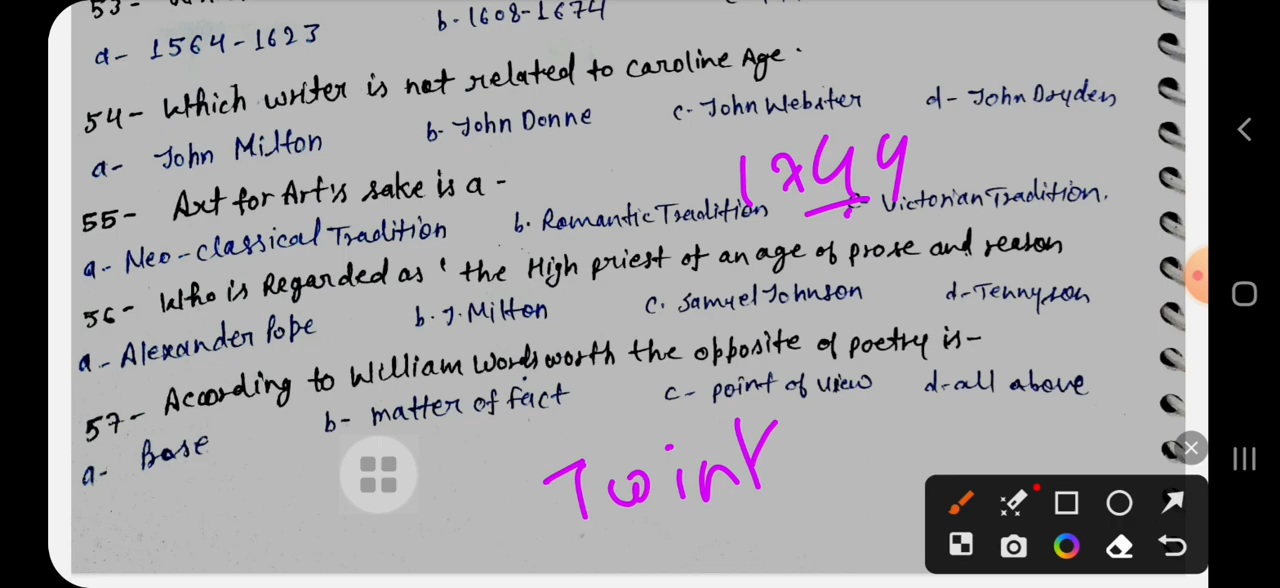 53-
a- 1564-1623 b. 1608-1674
54- Which writer is not related to Caroline Age.
a- John Milton b- John Donne c- John Webster d- John Dryden
55- Art for Art's sake is a -
a- Neo-classical Tradition b. Romantic Tradition c- Victorian Tradition.
1744
56- Who is Regarded as 'the High priest of an age of prose and reason
a- Alexander Pope b. J. Milton c. Samuel Johnson d- Tennyson
57- According to William Wordsworth the opposite of poetry is-
a- Base b- matter of fact c- point of view d- all above